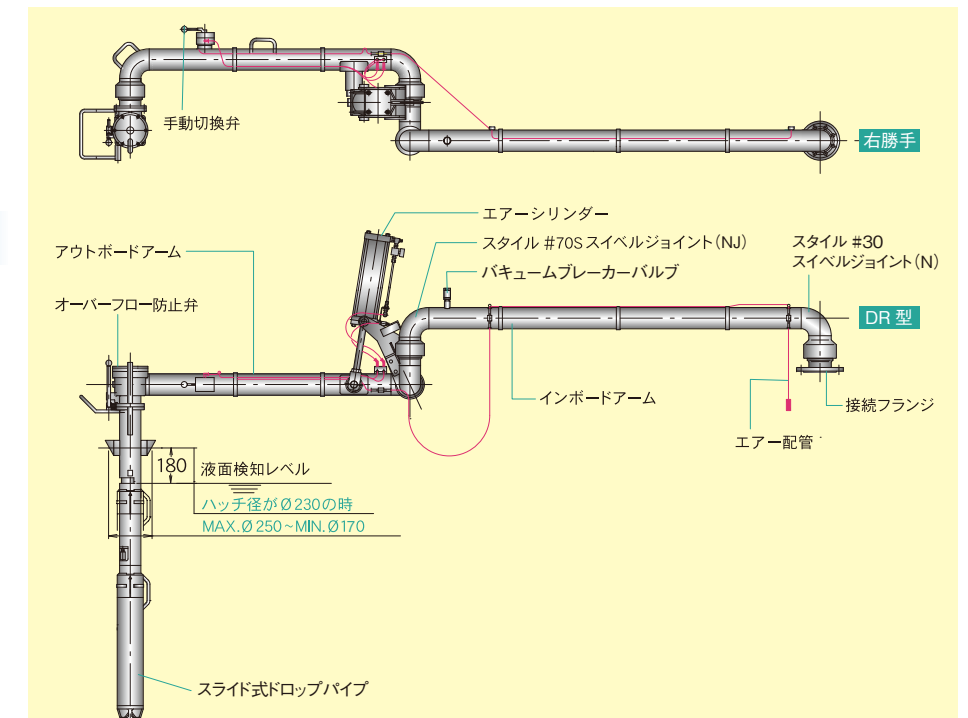 手動切換弁
右勝手
エアーシリンダー
スタイル #70S スイベルジョイント(NJ)
バキュームブレーカーバルブ
スタイル #30
スイベルジョイント(N)
アウトボードアーム
オーバーフロー防止弁
DR 型
インボードアーム
接続フランジ
エアー配管
180
液面検知レベル
ハッチ径がØ230の時
MAX.Ø250~MIN.Ø170
スライド式ドロップパイプ